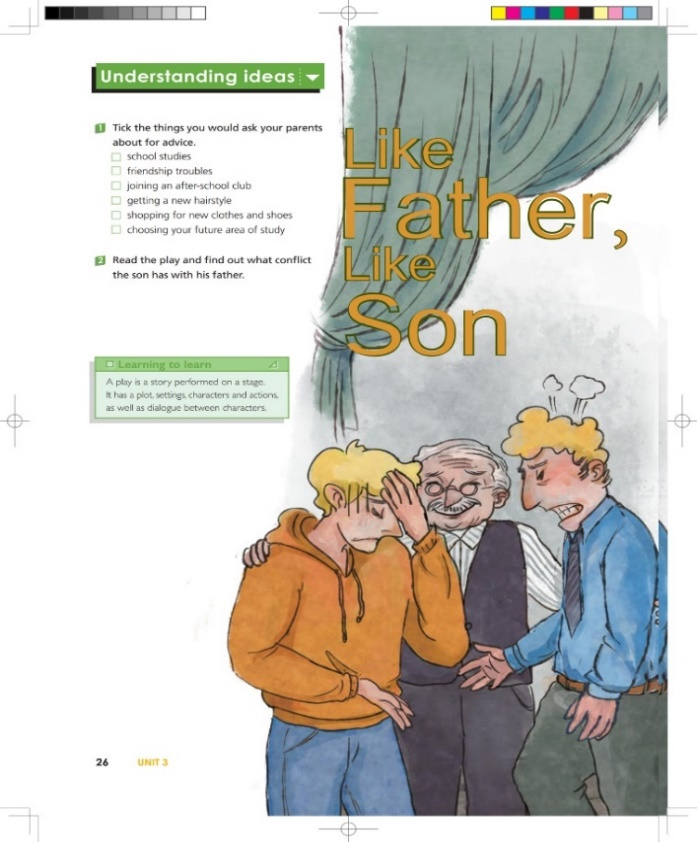 Understanding ideas
1 Tick the things you would ask your parents
about for advice.
school studies
friendship troubles
joining an after-school club
getting a new hairstyle
shopping for new clothes and shoes
choosing your future area of study
2 Read the play and find out what conflict
the son has with his father.
Learning to learn
A play is a story performed on a stage.
It has a plot, settings, characters and actions,
as well as dialogue between characters.
Like
Father,
Like
Son
26 UNIT 3